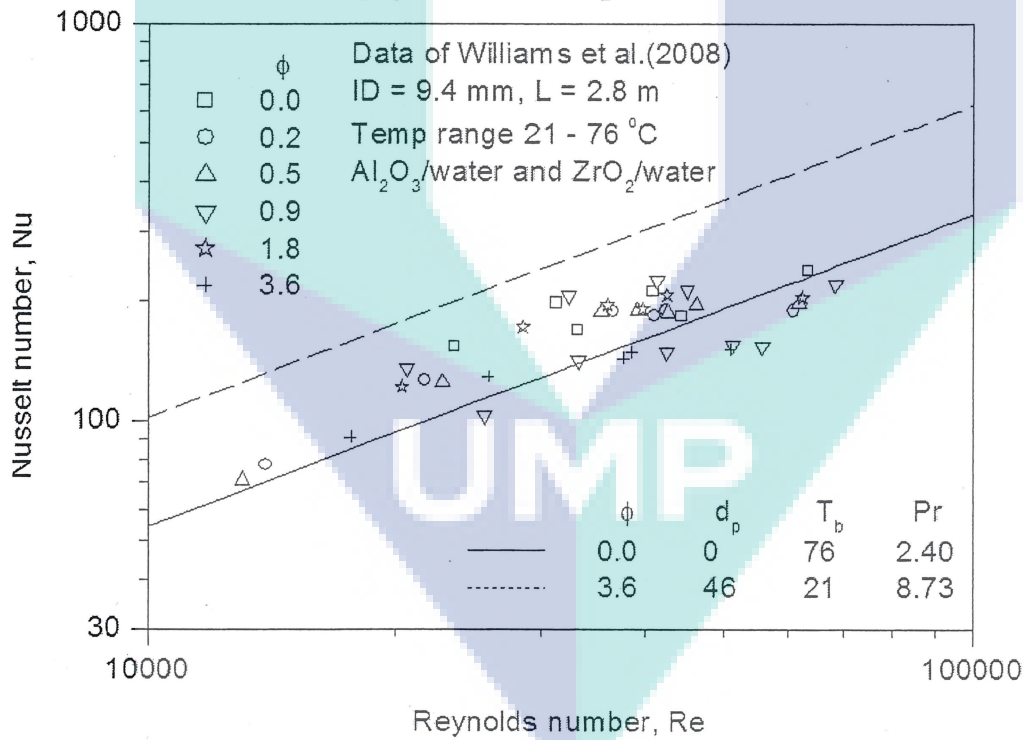 1000
ϕ
0.0
0.2
0.5
0.9
1.8
3.6
Data of Williams et al.(2008)
ID = 9.4 mm, L = 2.8 m
Temp range 21 - 76 °C
Al₂O₃/water and ZrO₂/water
Nusselt number, Nu
100
UMP
ϕ dₚ T_b Pr
0.0 0 76 2.40
3.6 46 21 8.73
30
10000 100000
Reynolds number, Re